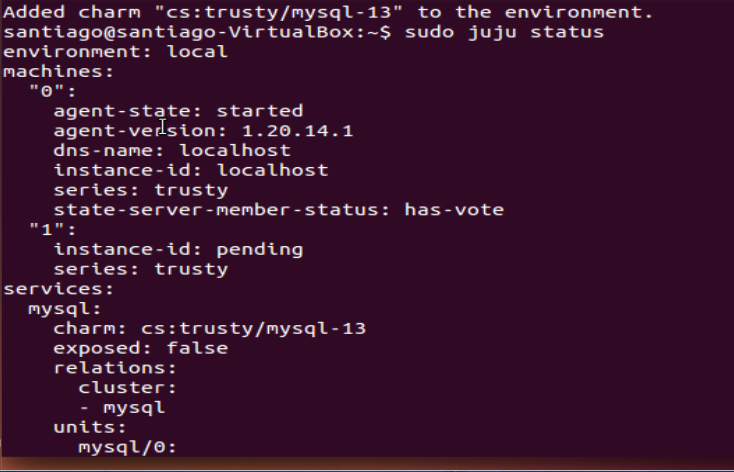 Added charm "cs:trusty/mysql-13" to the environment.
santiago@santiago-VirtualBox:~$ sudo juju status
environment: local
machines:
  "0":
    agent-state: started
    agent-version: 1.20.14.1
    dns-name: localhost
    instance-id: localhost
    series: trusty
    state-server-member-status: has-vote
  "1":
    instance-id: pending
    series: trusty
services:
  mysql:
    charm: cs:trusty/mysql-13
    exposed: false
    relations:
      cluster:
      - mysql
    units:
      mysql/0: